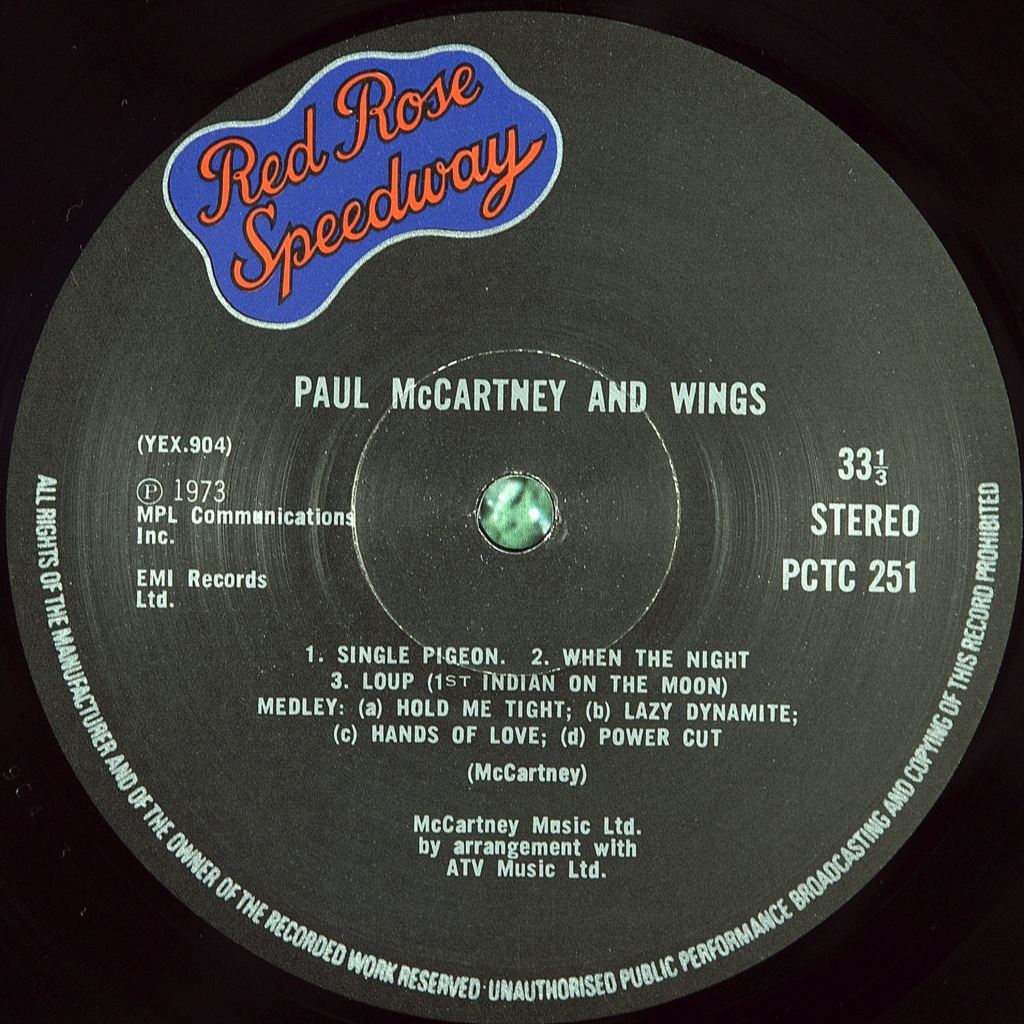 Red Rose
Speedway
PAUL McCARTNEY AND WINGS
(YEX.904)
Ⓟ 1973
MPL Communications
Inc.
EMI Records
Ltd.
33⅓
STEREO
PCTC 251
1. SINGLE PIGEON. 2. WHEN THE NIGHT
3. LOUP (1ST INDIAN ON THE MOON)
MEDLEY: (a) HOLD ME TIGHT; (b) LAZY DYNAMITE;
(c) HANDS OF LOVE; (d) POWER CUT
(McCartney)
McCartney Music Ltd.
by arrangement with
ATV Music Ltd.
ALL RIGHTS OF THE MANUFACTURER AND OF THE OWNER OF THE RECORDED WORK RESERVED·UNAUTHORISED PUBLIC PERFORMANCE BROADCASTING AND COPYING OF THIS RECORD PROHIBITED